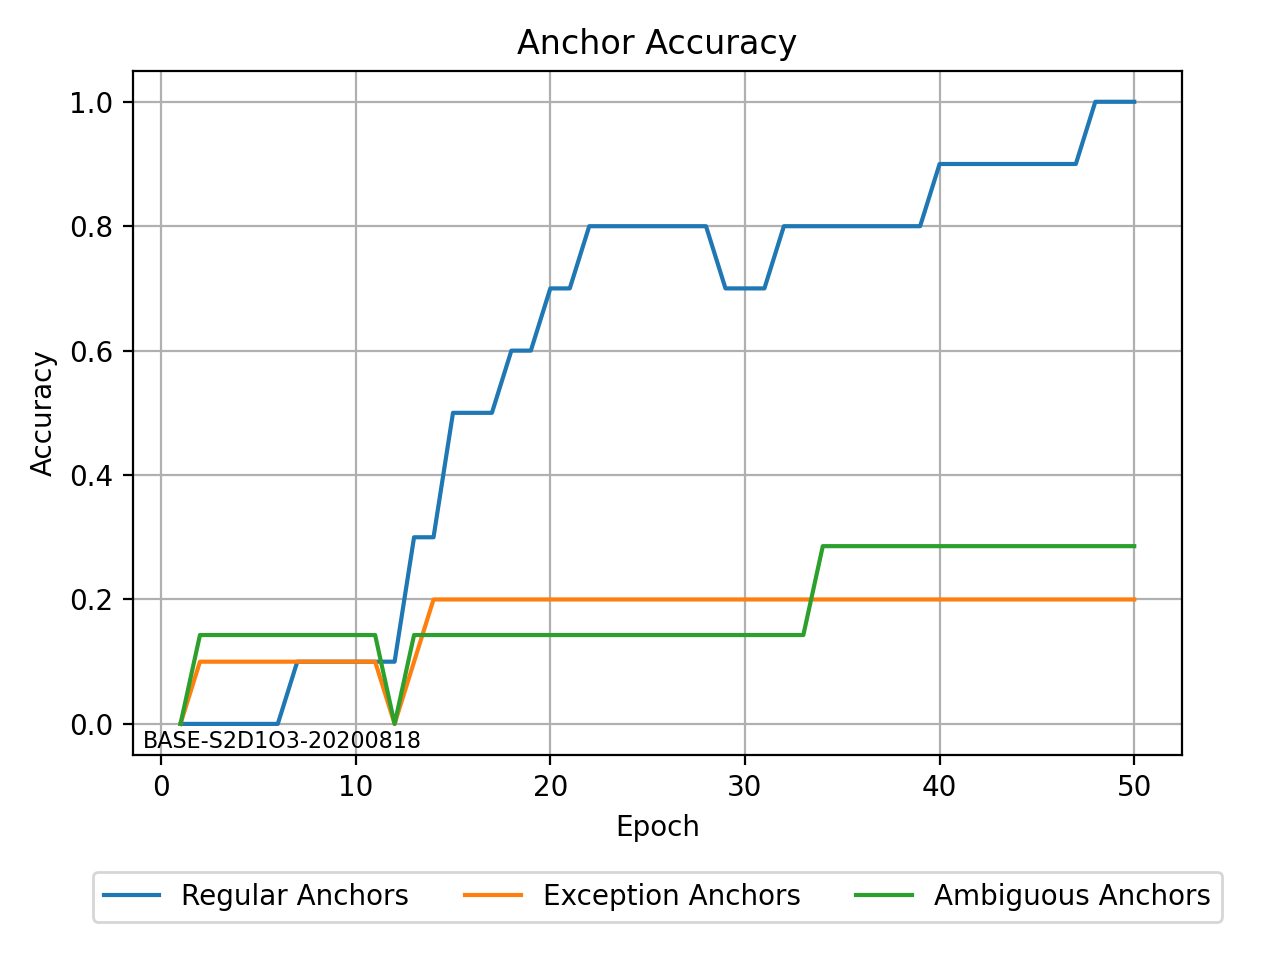 Anchor Accuracy
1.0
0.8
0.6
0.4
0.2
0.0
Accuracy
BASE-S2D1O3-20200818
0 10 20 30 40 50
Epoch
Regular Anchors Exception Anchors Ambiguous Anchors